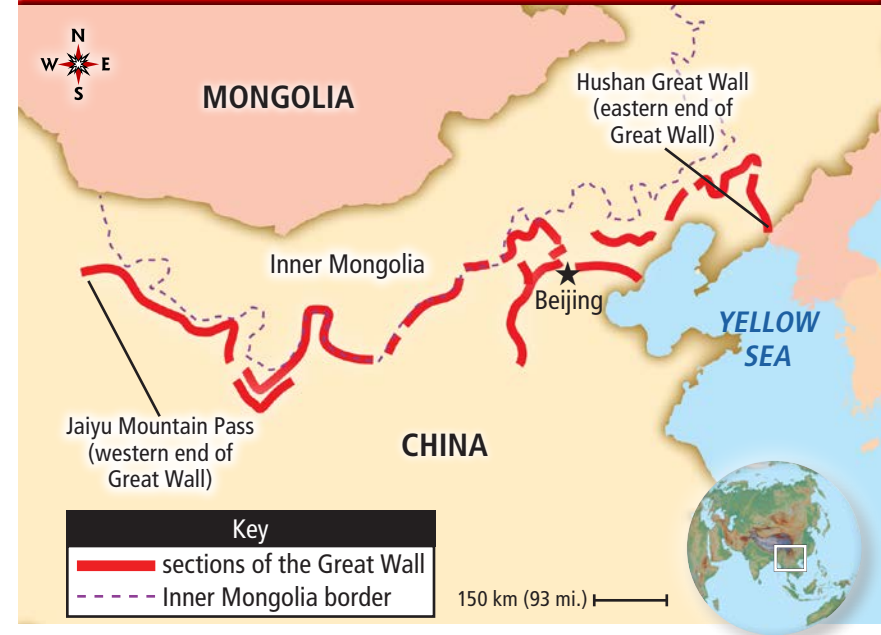 N
W E
S
MONGOLIA
Hushan Great Wall
(eastern end of
Great Wall)
Inner Mongolia
Beijing
YELLOW
SEA
Jaiyu Mountain Pass
(western end of
Great Wall)
CHINA
Key
sections of the Great Wall
Inner Mongolia border
150 km (93 mi.)